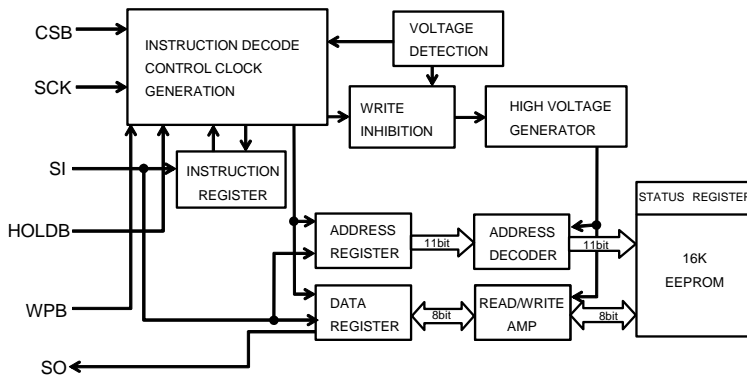 CSB
SCK
SI
HOLDB
WPB
SO
INSTRUCTION DECODE
CONTROL CLOCK
GENERATION
VOLTAGE
DETECTION
WRITE
INHIBITION
HIGH VOLTAGE
GENERATOR
INSTRUCTION
REGISTER
ADDRESS
REGISTER
11bit
ADDRESS
DECODER
11bit
DATA
REGISTER
8bit
READ/WRITE
AMP
8bit
STATUS REGISTER
16K
EEPROM